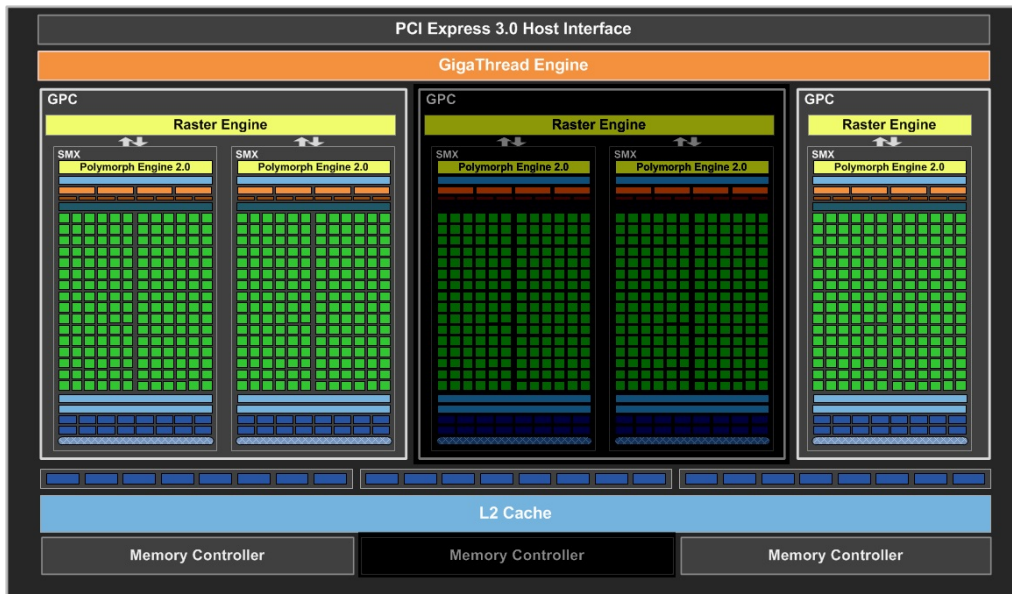 PCI Express 3.0 Host Interface
GigaThread Engine
GPC
Raster Engine
SMX
Polymorph Engine 2.0
SMX
Polymorph Engine 2.0
GPC
Raster Engine
SMX
Polymorph Engine 2.0
SMX
Polymorph Engine 2.0
GPC
Raster Engine
SMX
Polymorph Engine 2.0
L2 Cache
Memory Controller
Memory Controller
Memory Controller